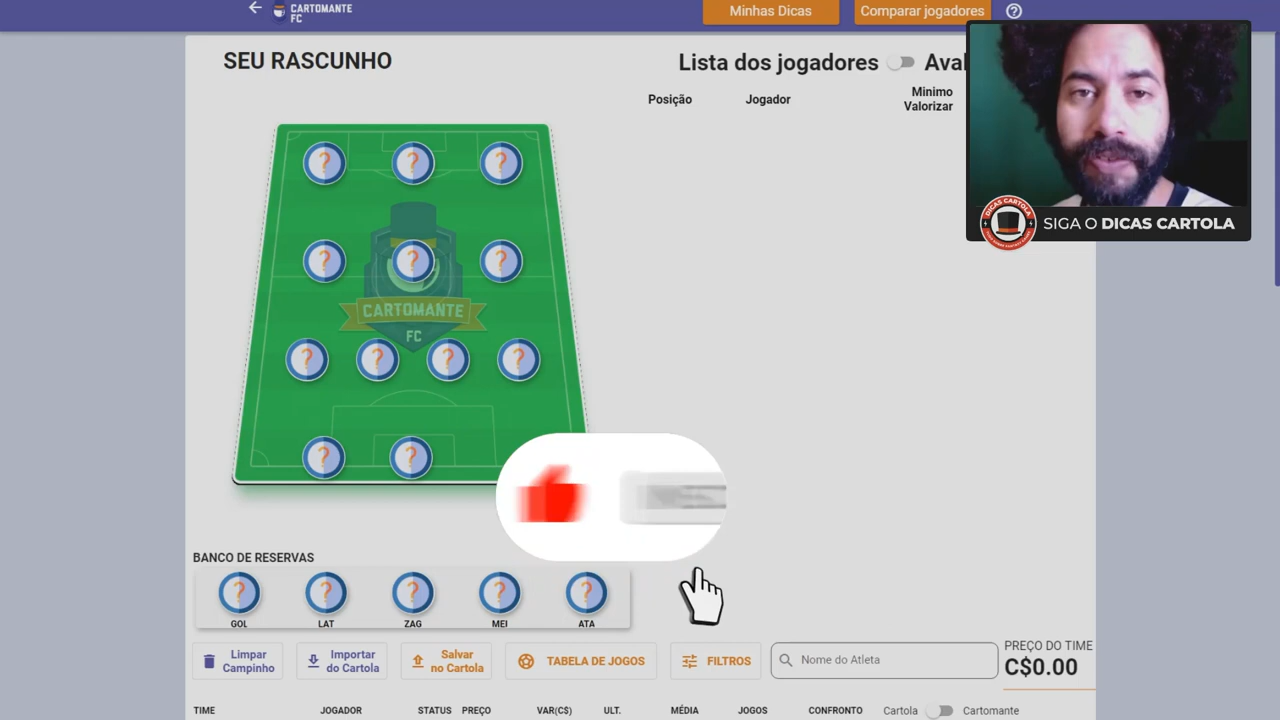 CARTOMANTE
FC
Minhas Dicas
Comparar jogadores
SEU RASCUNHO
Lista dos jogadores
Posição
Jogador
Minimo
Valorizar
DICAS CARTOLA
SIGA O DICAS CARTOLA
CARTOMANTE
FC
BANCO DE RESERVAS
GOL
LAT
ZAG
MEI
ATA
Limpar
Campinho
Importar
do Cartola
Salvar
no Cartola
TABELA DE JOGOS
FILTROS
Nome do Atleta
PREÇO DO TIME
C$0.00
TIME
JOGADOR
STATUS
PREÇO
VAR(C$)
ULT.
MÉDIA
JOGOS
CONFRONTO
Cartola
Cartomante